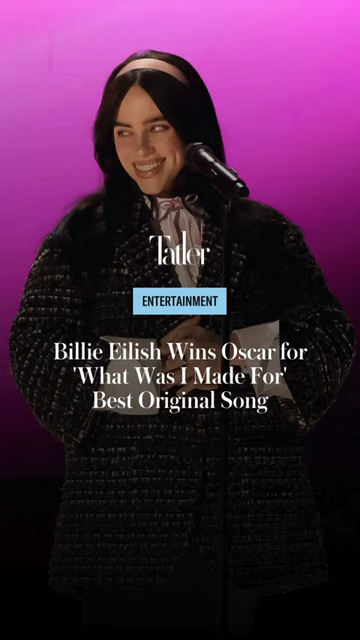 Tatler
ENTERTAINMENT
Billie Eilish Wins Oscar for
'What Was I Made For'
Best Original Song